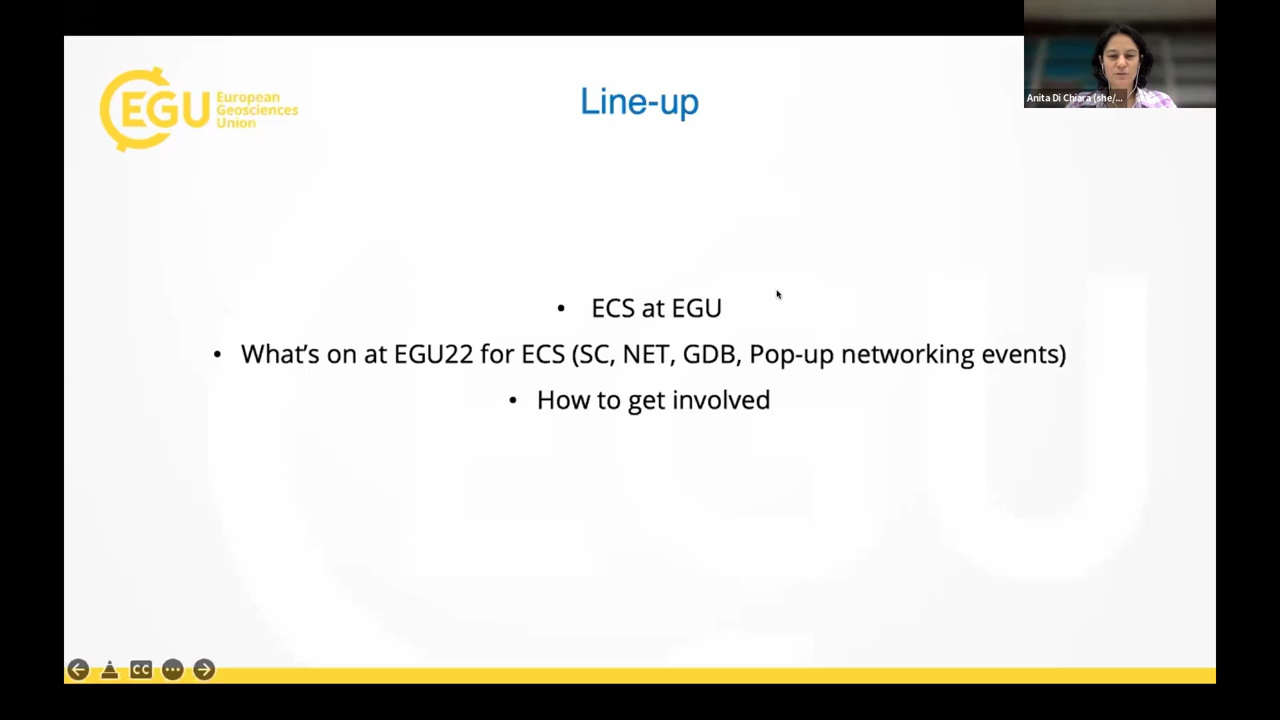 EGU European
Geosciences
Union
Line-up
Anita Di Chiara (she/...
• ECS at EGU
• What’s on at EGU22 for ECS (SC, NET, GDB, Pop-up networking events)
• How to get involved
CC